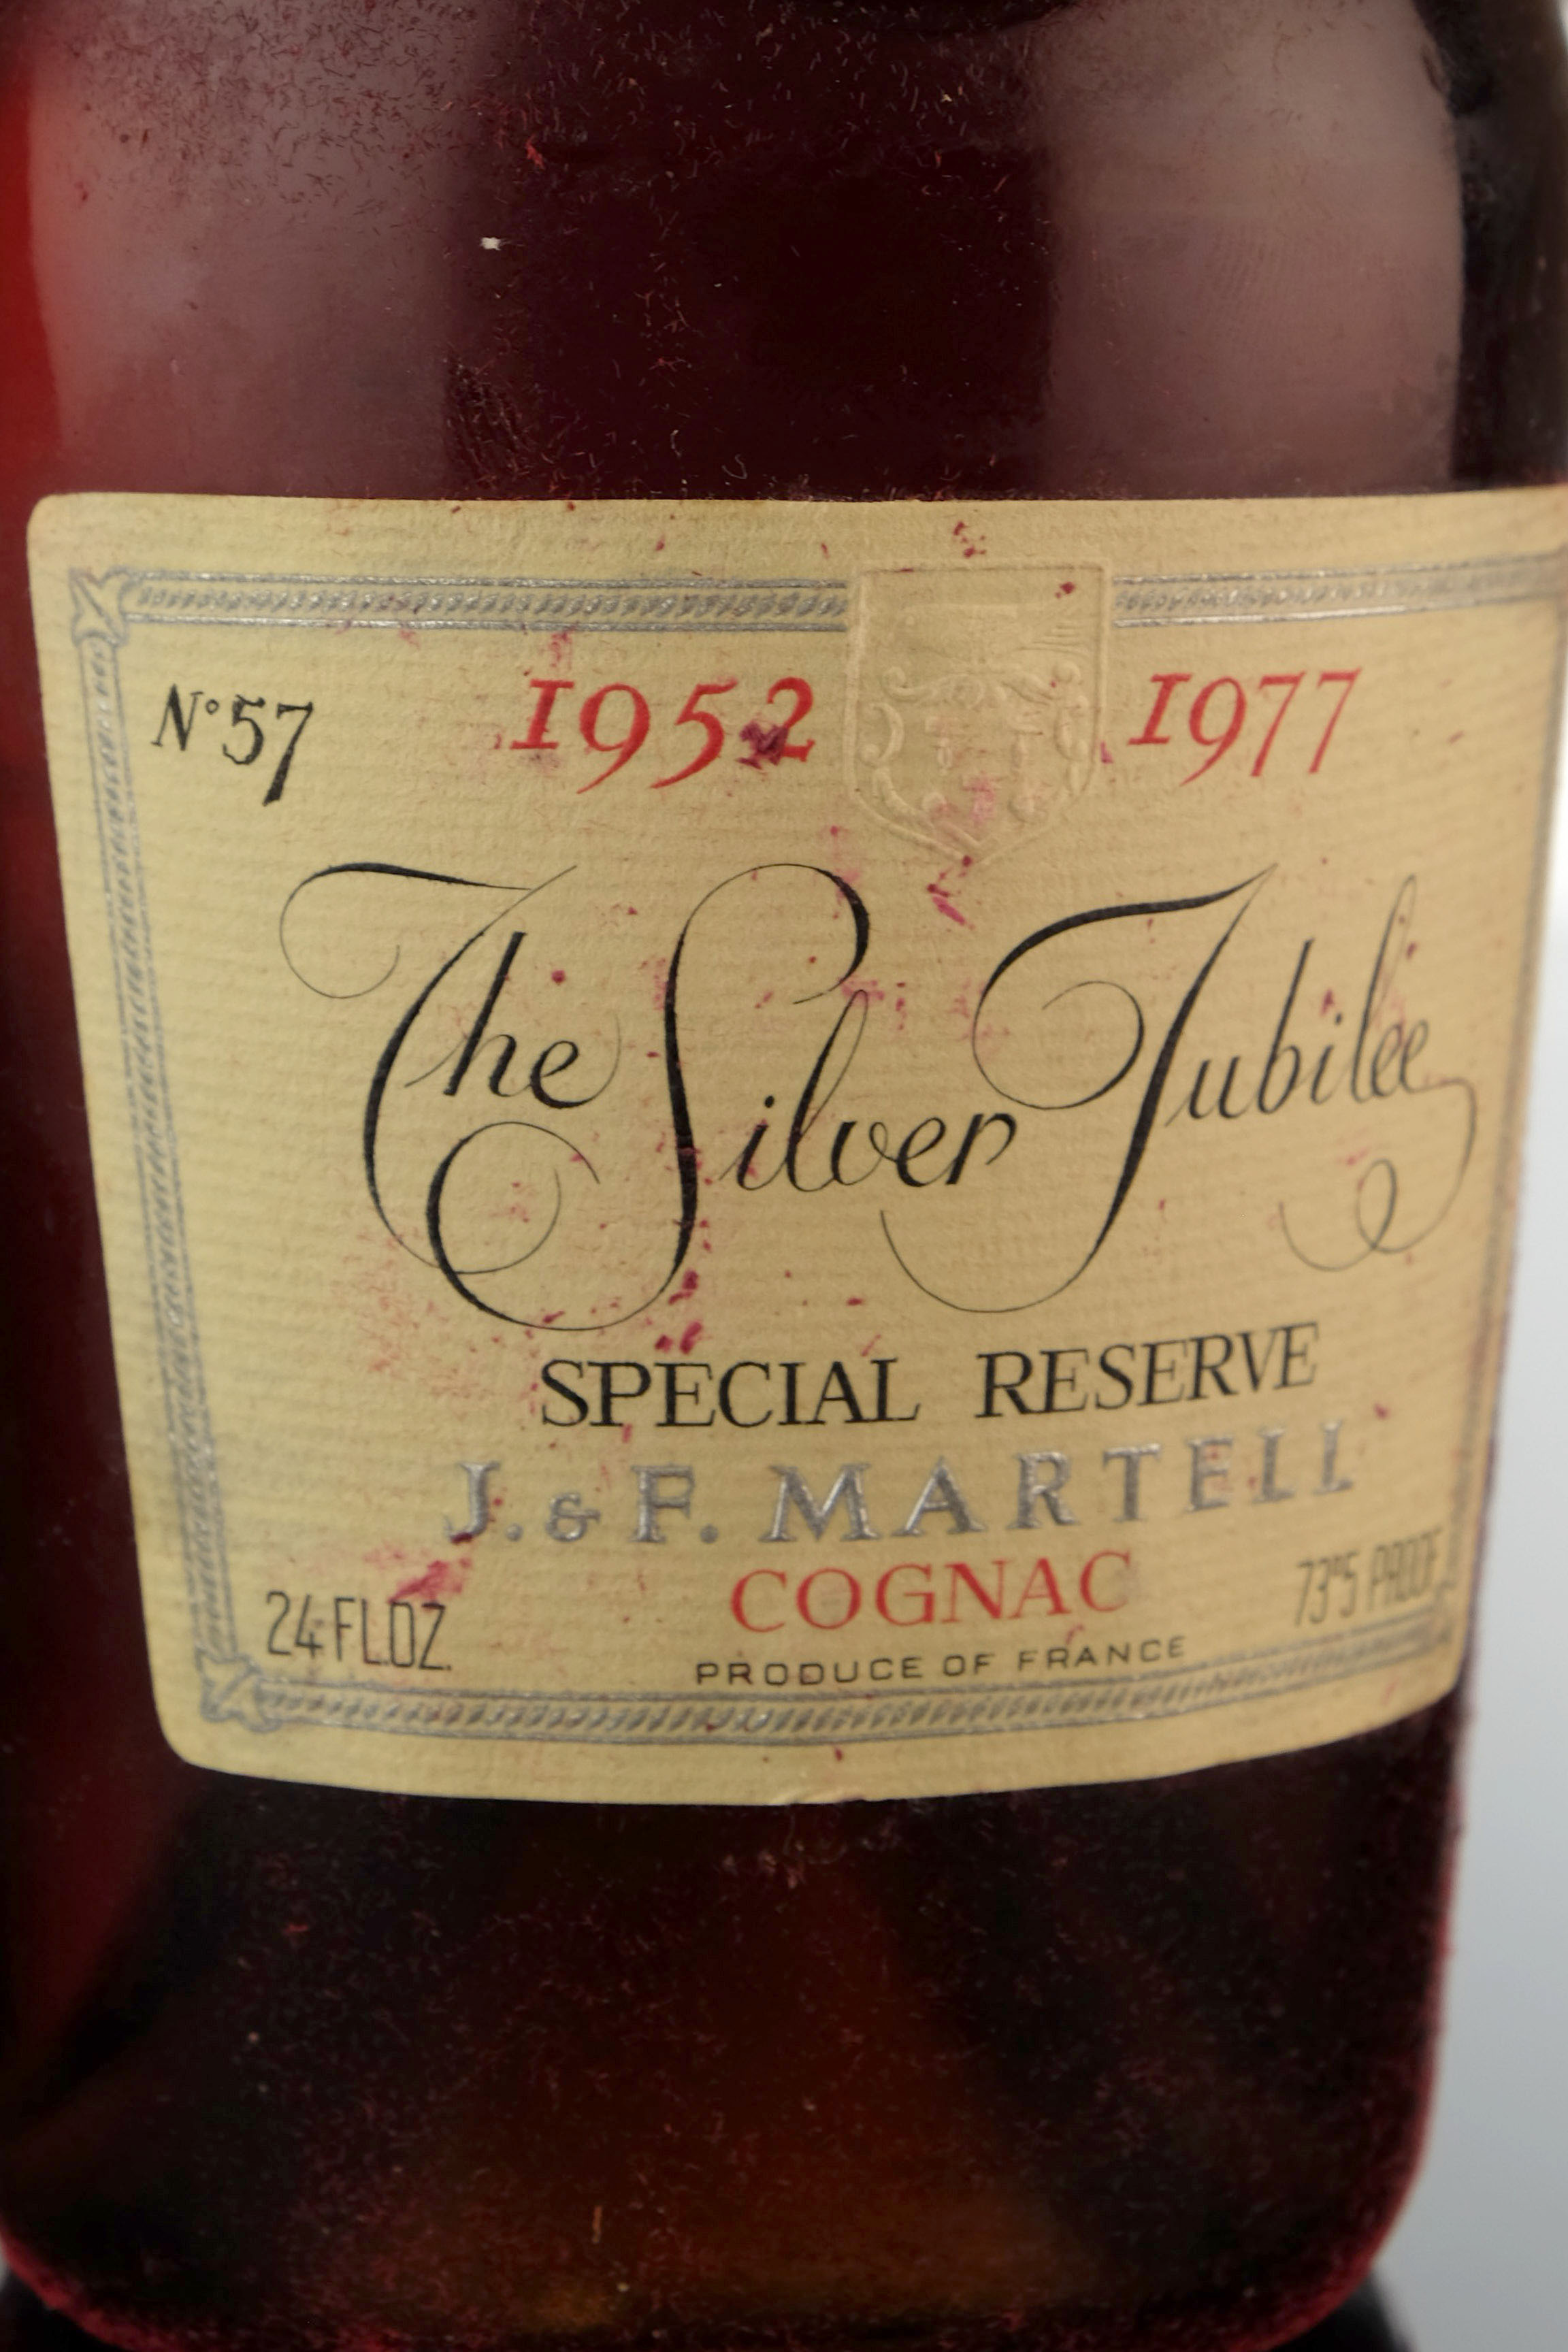 N°57 1952 1977
The Silver Jubilee
SPECIAL RESERVE
J. & F. MARTELL
COGNAC
24 FL.OZ. 73°5 PROOF
PRODUCE OF FRANCE